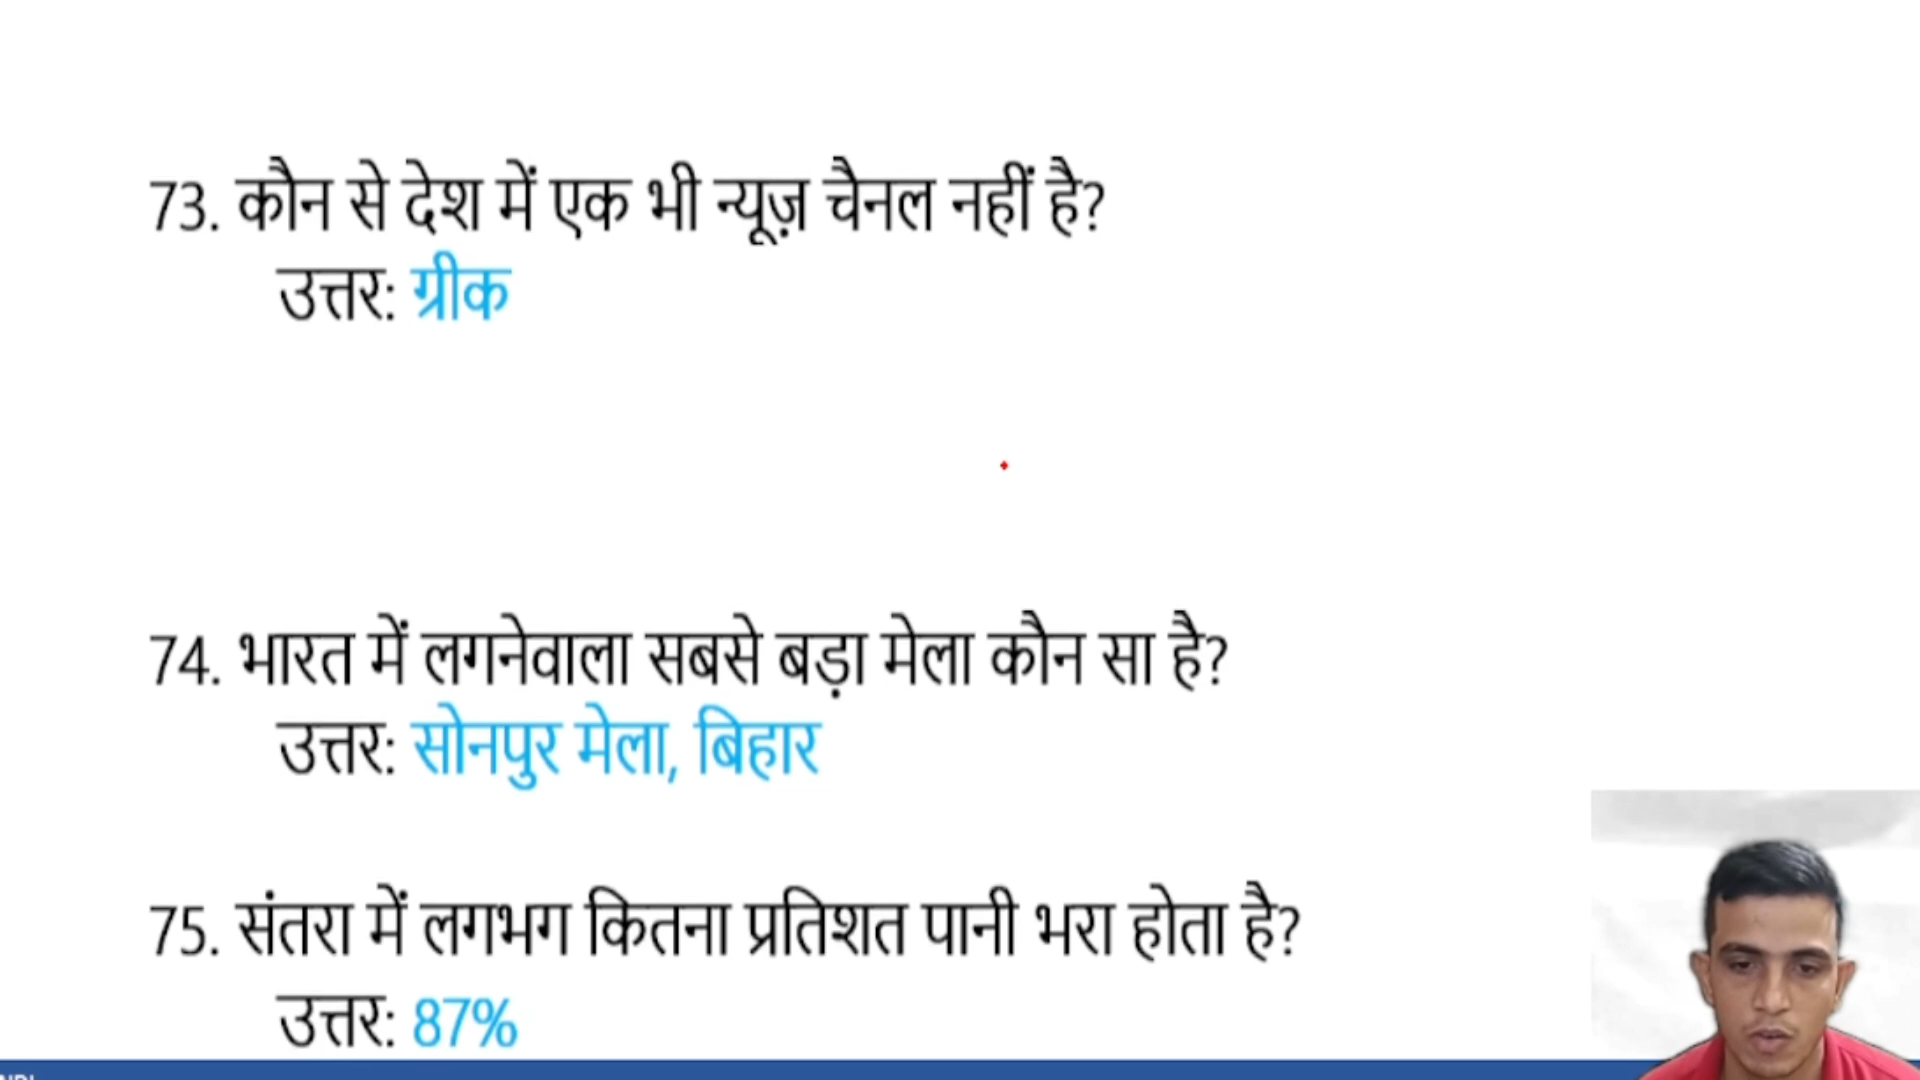 73. कौन से देश में एक भी न्यूज़ चैनल नहीं है?
उत्तर: ग्रीक
74. भारत में लगनेवाला सबसे बड़ा मेला कौन सा है?
उत्तर: सोनपुर मेला, बिहार
75. संतरा में लगभग कितना प्रतिशत पानी भरा होता है?
उत्तर: 87%